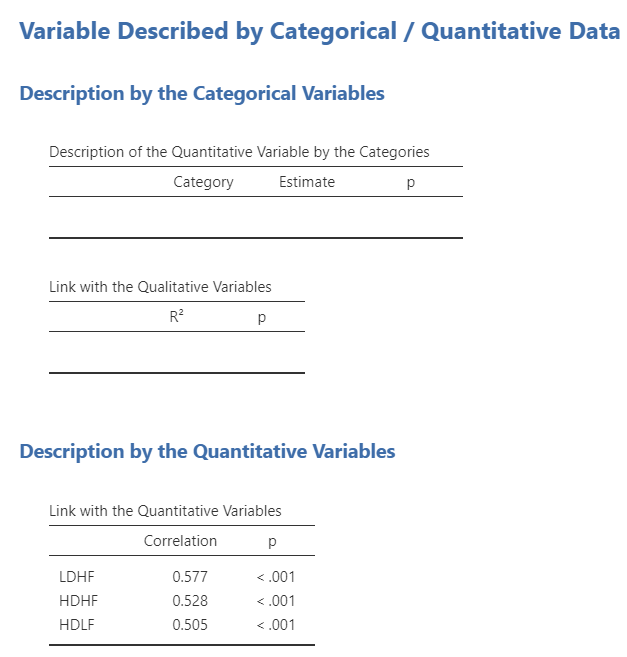 Variable Described by Categorical / Quantitative Data
Description by the Categorical Variables
Description of the Quantitative Variable by the Categories
Category Estimate p
Link with the Qualitative Variables
R² p
Description by the Quantitative Variables
Link with the Quantitative Variables
Correlation p
LDHF 0.577 < .001
HDHF 0.528 < .001
HDLF 0.505 < .001